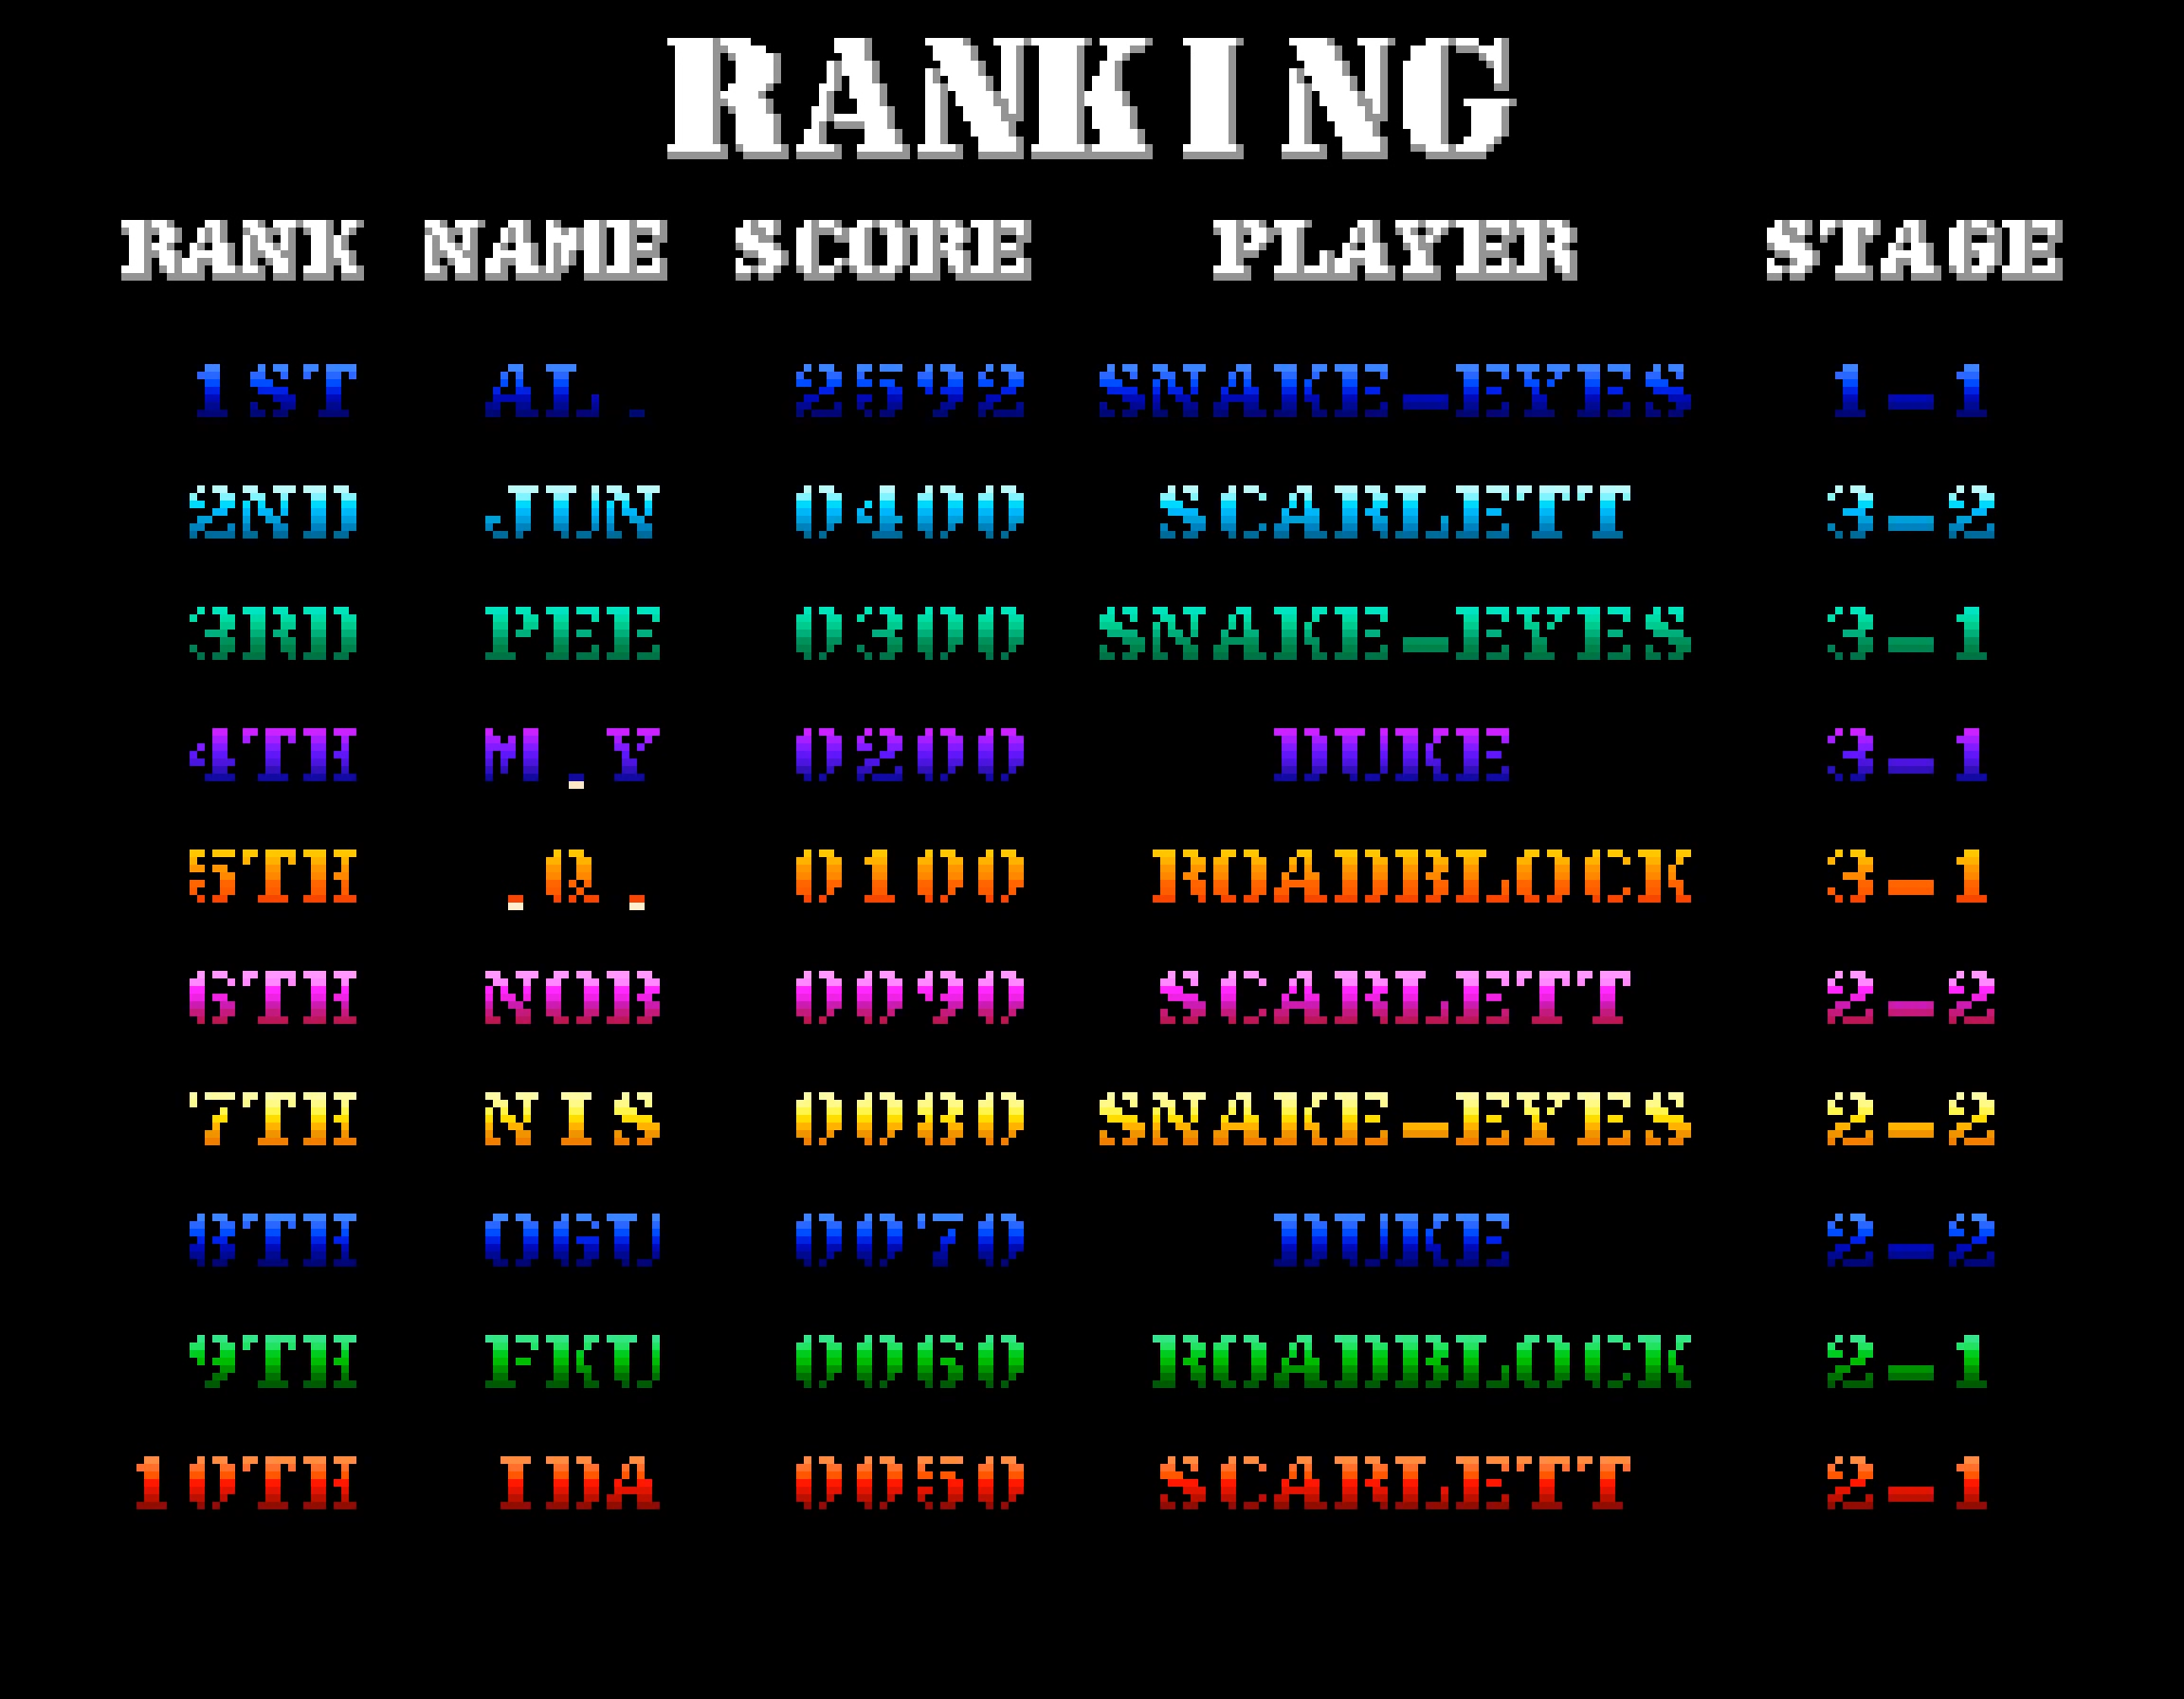 RANKING
RANK NAME SCORE PLAYER STAGE
1ST AL. 2592 SNAKE-EYES 1-1
2ND JUN 0400 SCARLETT 3-2
3RD PEE 0300 SNAKE-EYES 3-1
4TH M.Y 0200 DUKE 3-1
5TH .Q. 0100 ROADBLOCK 3-1
6TH NOB 0090 SCARLETT 2-2
7TH NIS 0080 SNAKE-EYES 2-2
8TH OGU 0070 DUKE 2-2
9TH FKU 0060 ROADBLOCK 2-1
10TH IDA 0050 SCARLETT 2-1